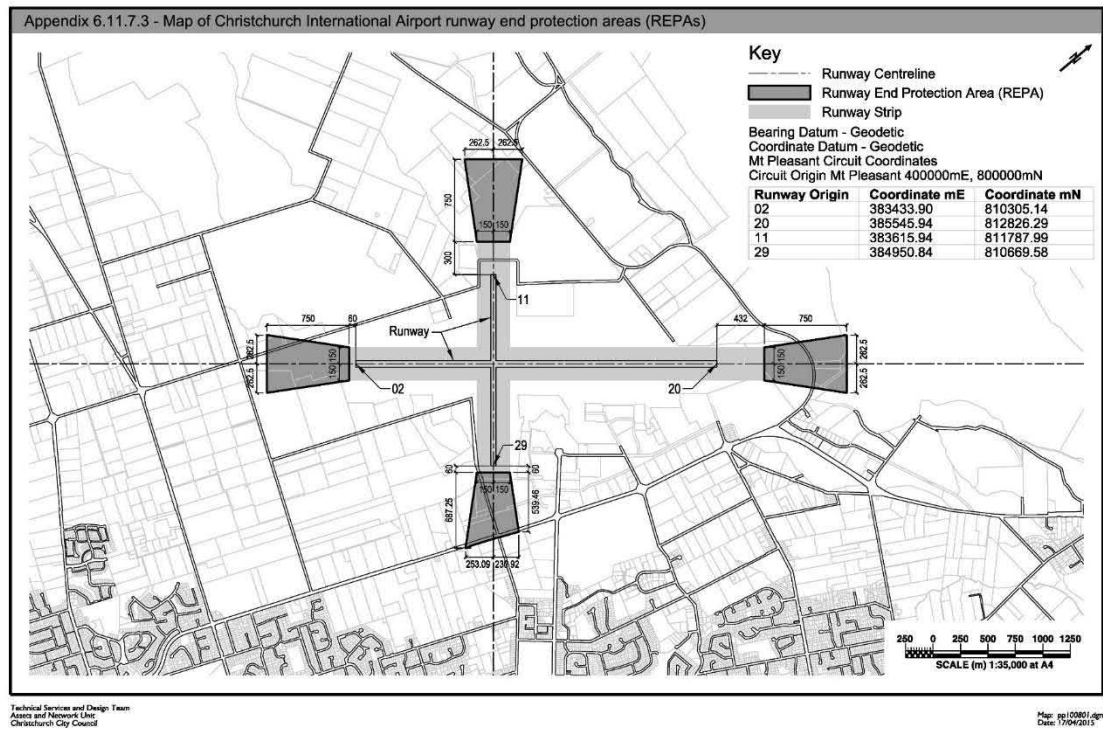 Appendix 6.11.7.3 - Map of Christchurch International Airport runway end protection areas (REPAs)
Key
Runway Centreline
Runway End Protection Area (REPA)
Runway Strip
Bearing Datum - Geodetic
Coordinate Datum - Geodetic
Mt Pleasant Circuit Coordinates
Circuit Origin Mt Pleasant 400000mE, 800000mN
Runway Origin Coordinate mE Coordinate mN
02 383433.90 810305.14
20 385545.94 812826.29
11 383615.94 811787.99
29 384950.84 810669.58
262.5 262.5
750
150 150
300
11
Runway
750 60
262.5
262.5
150 150
02
432 750
150 150
262.5
262.5
20
29
60 60
150 150
687.25
539.46
253.09 230.92
250 0 250 500 750 1000 1250
SCALE (m) 1:35,000 at A4
Technical Services and Design Team
Assets and Network Unit
Christchurch City Council
Map: pp100801.dgn
Date: 17/04/2015